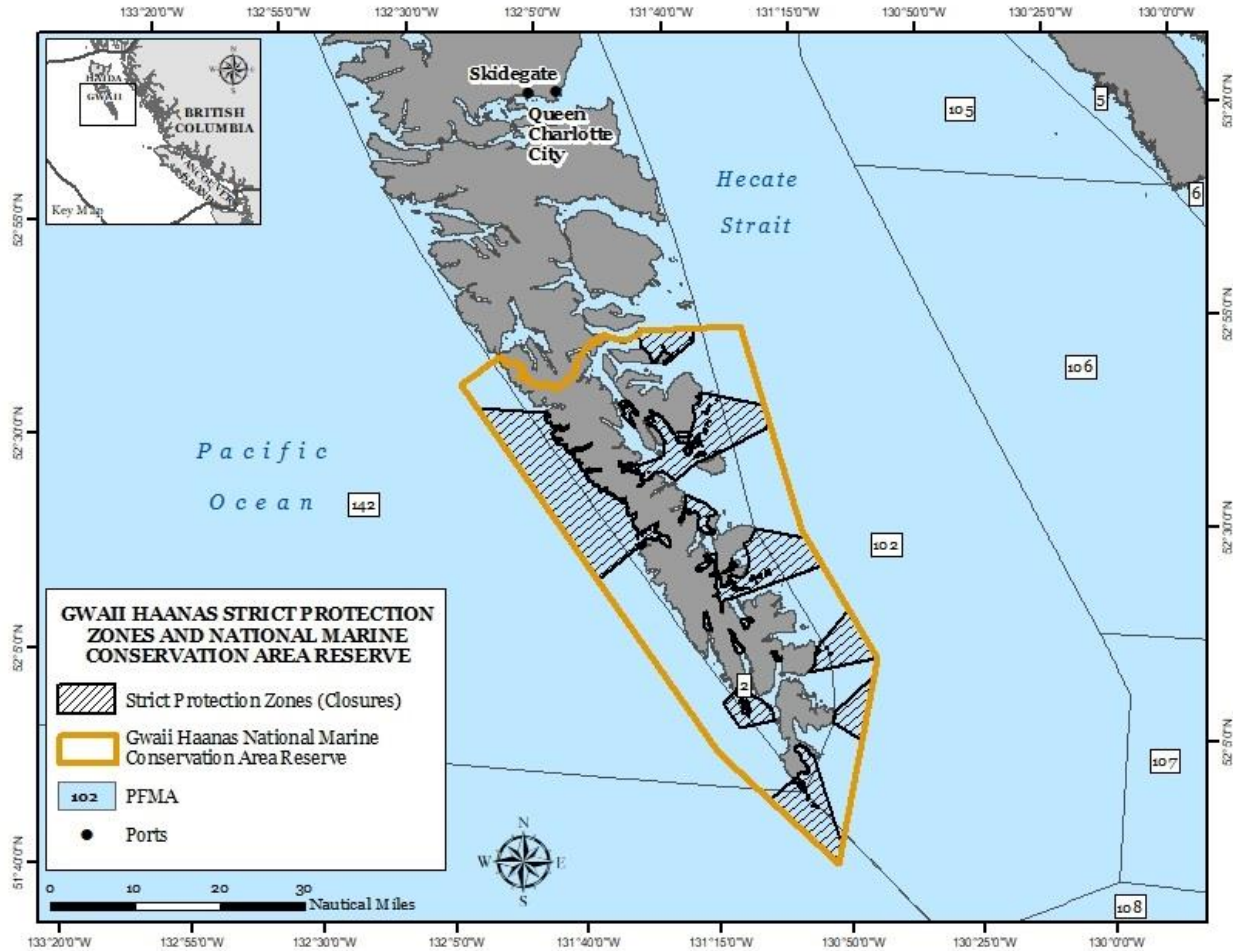 133°20'0"W 132°55'0"W 132°30'0"W 132°5'0"W 131°40'0"W 131°15'0"W 130°50'0"W 130°25'0"W 130°0'0"W
N
W E
S
HAIDA
GWAII
BRITISH
COLUMBIA
VANCOUVER
ISLAND
Key Map
Skidegate
Queen
Charlotte
City
105
5
6
53°20'0"N
Hecate
Strait
52°55'0"N
52°55'0"N
106
52°30'0"N
Pacific
Ocean
142
102
52°30'0"N
GWAII HAANAS STRICT PROTECTION
ZONES AND NATIONAL MARINE
CONSERVATION AREA RESERVE
Strict Protection Zones (Closures)
Gwaii Haanas National Marine
Conservation Area Reserve
102 PFMA
Ports
52°5'0"N
2
52°5'0"N
107
N
W E
S
51°40'0"N
0 10 20 30
Nautical Miles
108
133°20'0"W 132°55'0"W 132°30'0"W 132°5'0"W 131°40'0"W 131°15'0"W 130°50'0"W 130°25'0"W 130°0'0"W